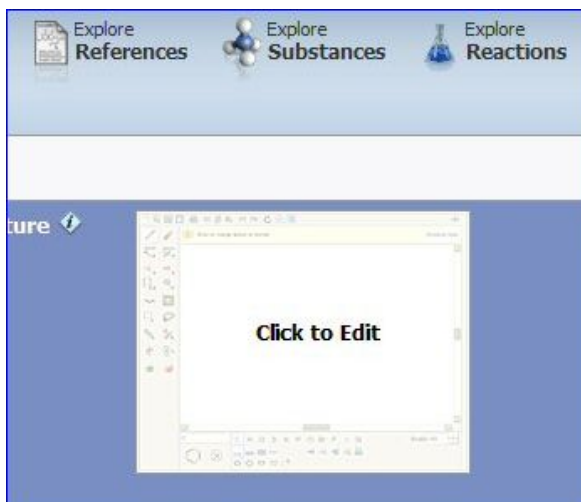 Explore
References
Explore
Substances
Explore
Reactions
ture
Click to Edit